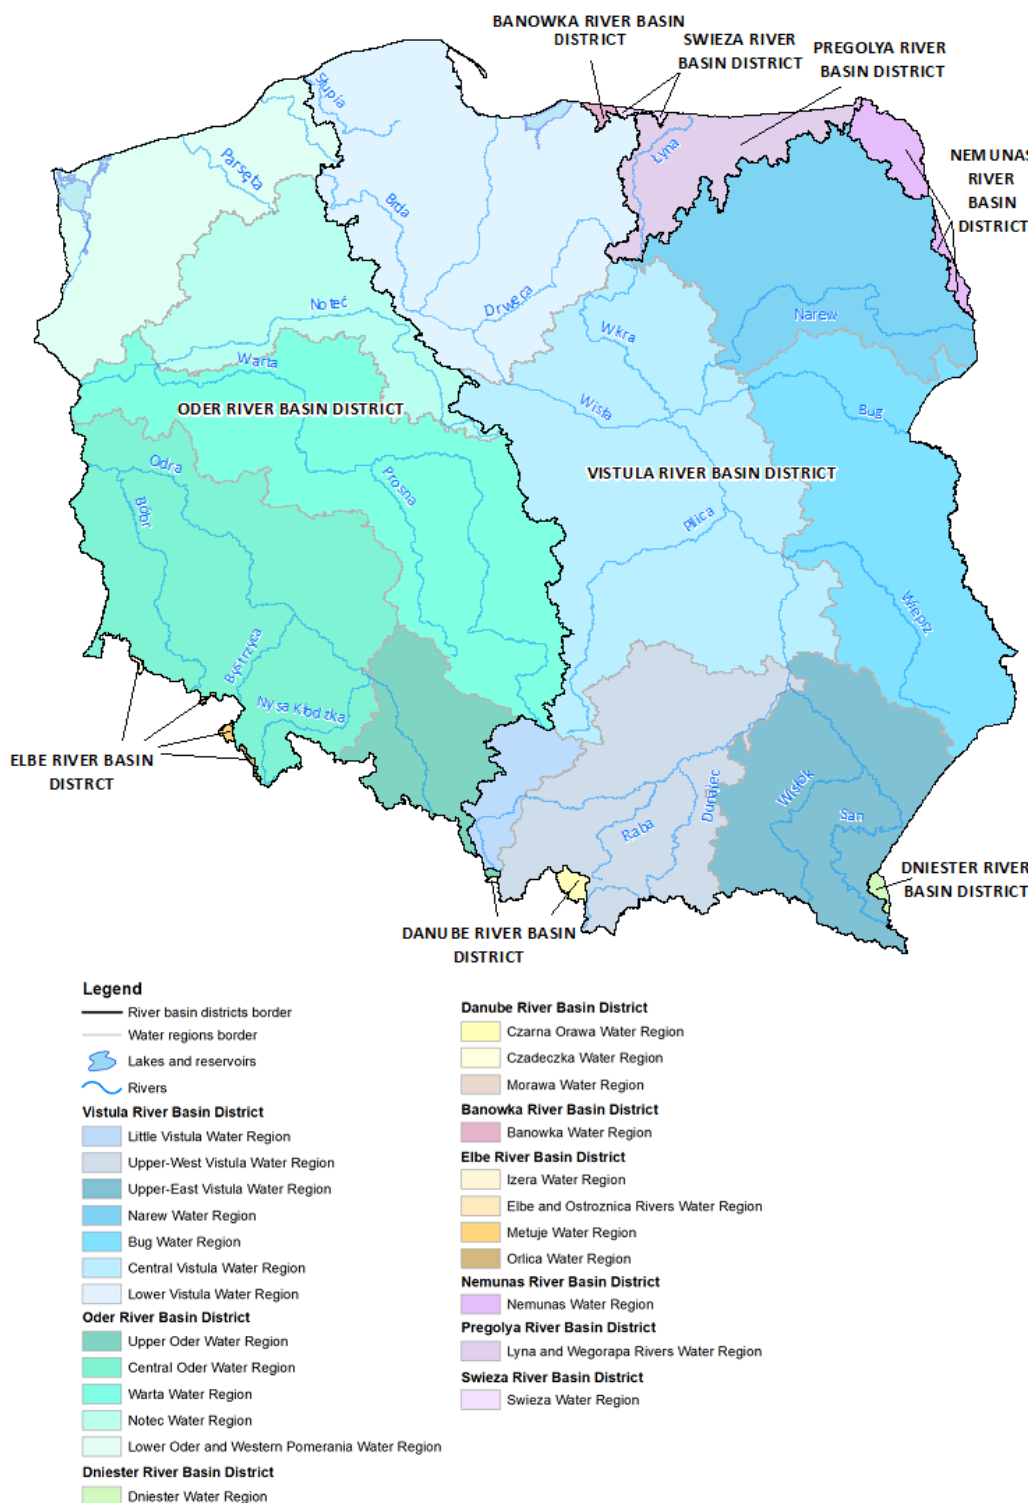 BANOWKA RIVER BASIN
DISTRICT
SWIEZA RIVER
BASIN DISTRICT
PREGOLYA RIVER
BASIN DISTRICT
NEMUNAS
RIVER
BASIN
DISTRICT
Słupia
Parsęta
Brda
Łyna
Noteć
Drwęca
Wkra
Narew
Warta
Wisła
ODER RIVER BASIN DISTRICT
Bug
Odra
Prosna
VISTULA RIVER BASIN DISTRICT
Bóbr
Pilica
Wieprz
Bystrzyca
Nysa Kłodzka
ELBE RIVER BASIN
DISTRCT
Dunajec
Wisłok
Raba
San
DNIESTER RIVER
BASIN DISTRICT
DANUBE RIVER BASIN
DISTRICT
Legend
River basin districts border
Water regions border
Lakes and reservoirs
Rivers
Vistula River Basin District
Little Vistula Water Region
Upper-West Vistula Water Region
Upper-East Vistula Water Region
Narew Water Region
Bug Water Region
Central Vistula Water Region
Lower Vistula Water Region
Oder River Basin District
Upper Oder Water Region
Central Oder Water Region
Warta Water Region
Notec Water Region
Lower Oder and Western Pomerania Water Region
Dniester River Basin District
Dniester Water Region
Danube River Basin District
Czarna Orawa Water Region
Czadeczka Water Region
Morawa Water Region
Banowka River Basin District
Banowka Water Region
Elbe River Basin District
Izera Water Region
Elbe and Ostroznica Rivers Water Region
Metuje Water Region
Orlica Water Region
Nemunas River Basin District
Nemunas Water Region
Pregolya River Basin District
Lyna and Wegorapa Rivers Water Region
Swieza River Basin District
Swieza Water Region